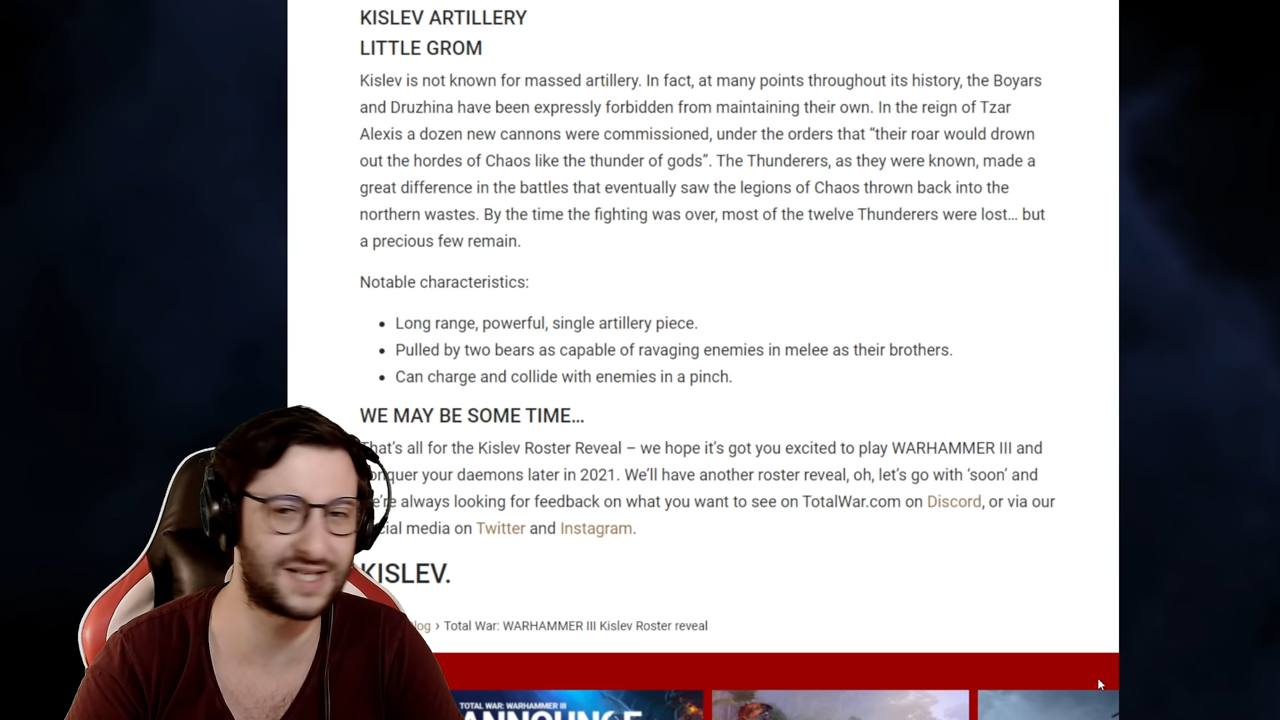 KISLEV ARTILLERY
LITTLE GROM
Kislev is not known for massed artillery. In fact, at many points throughout its history, the Boyars
and Druzhina have been expressly forbidden from maintaining their own. In the reign of Tzar
Alexis a dozen new cannons were commissioned, under the orders that “their roar would drown
out the hordes of Chaos like the thunder of gods”. The Thunderers, as they were known, made a
great difference in the battles that eventually saw the legions of Chaos thrown back into the
northern wastes. By the time the fighting was over, most of the twelve Thunderers were lost… but
a precious few remain.
Notable characteristics:
• Long range, powerful, single artillery piece.
• Pulled by two bears as capable of ravaging enemies in melee as their brothers.
• Can charge and collide with enemies in a pinch.
WE MAY BE SOME TIME…
That’s all for the Kislev Roster Reveal – we hope it’s got you excited to play WARHAMMER III and
conquer your daemons later in 2021. We’ll have another roster reveal, oh, let’s go with ‘soon’ and
we’re always looking for feedback on what you want to see on TotalWar.com on Discord, or via our
social media on Twitter and Instagram.
KISLEV.
› Total War: WARHAMMER III Kislev Roster reveal
TOTAL WAR: WARHAMMER III
ANNOUNCE